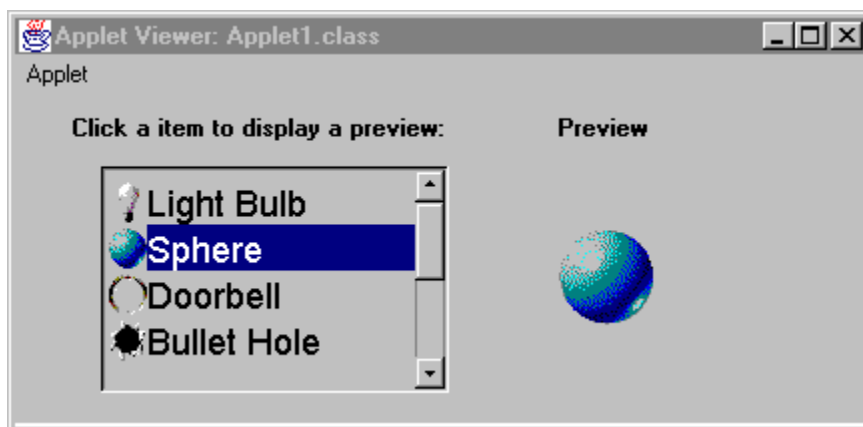 Applet Viewer: Applet1.class
Applet
Click a item to display a preview:
Preview
Light Bulb
Sphere
Doorbell
Bullet Hole